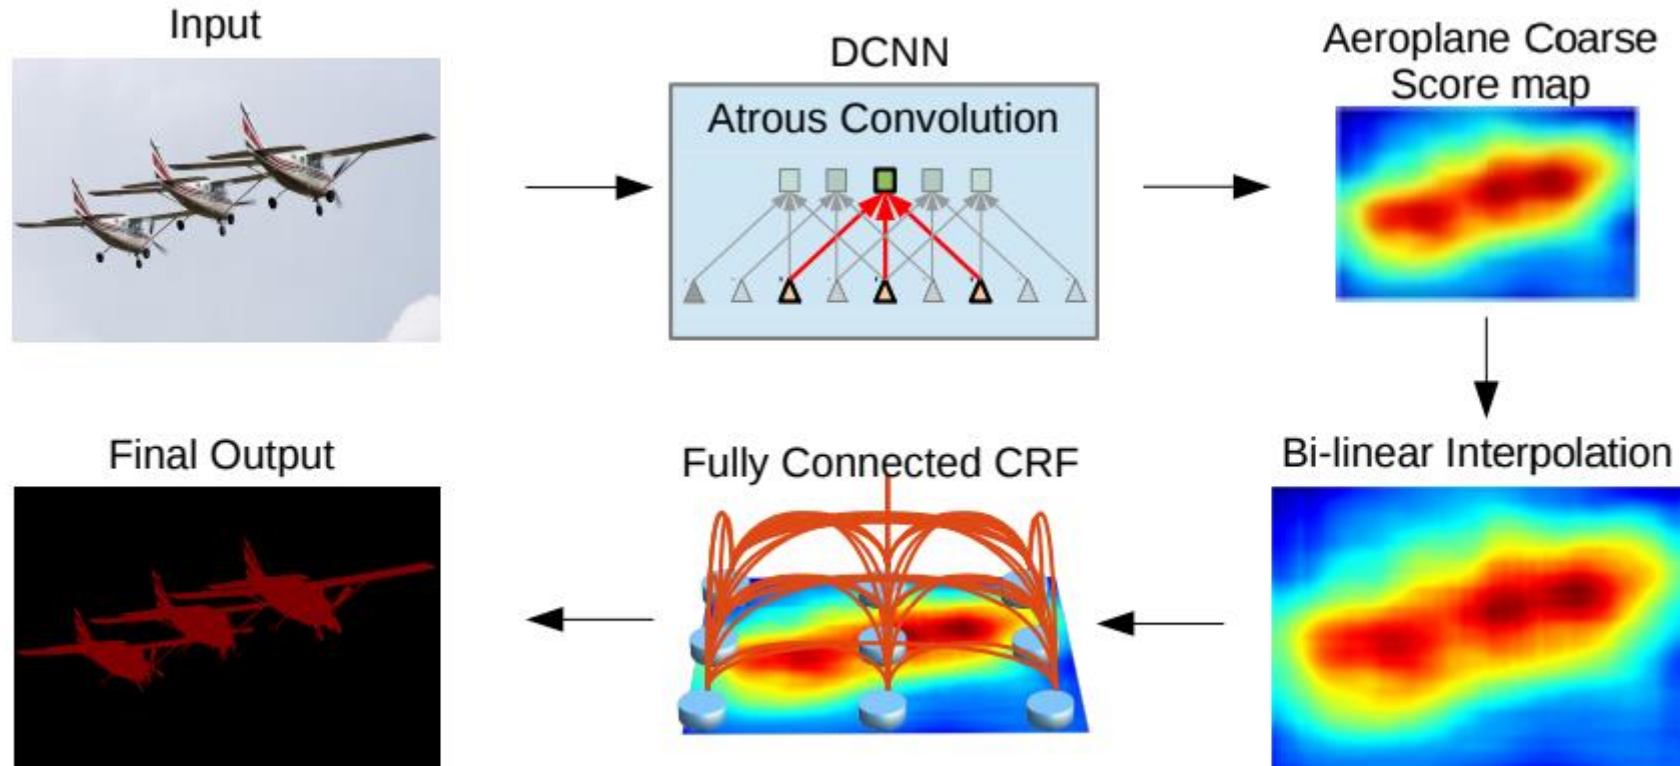 Input
DCNN
Atrous Convolution
Aeroplane Coarse
Score map
Bi-linear Interpolation
Fully Connected CRF
Final Output